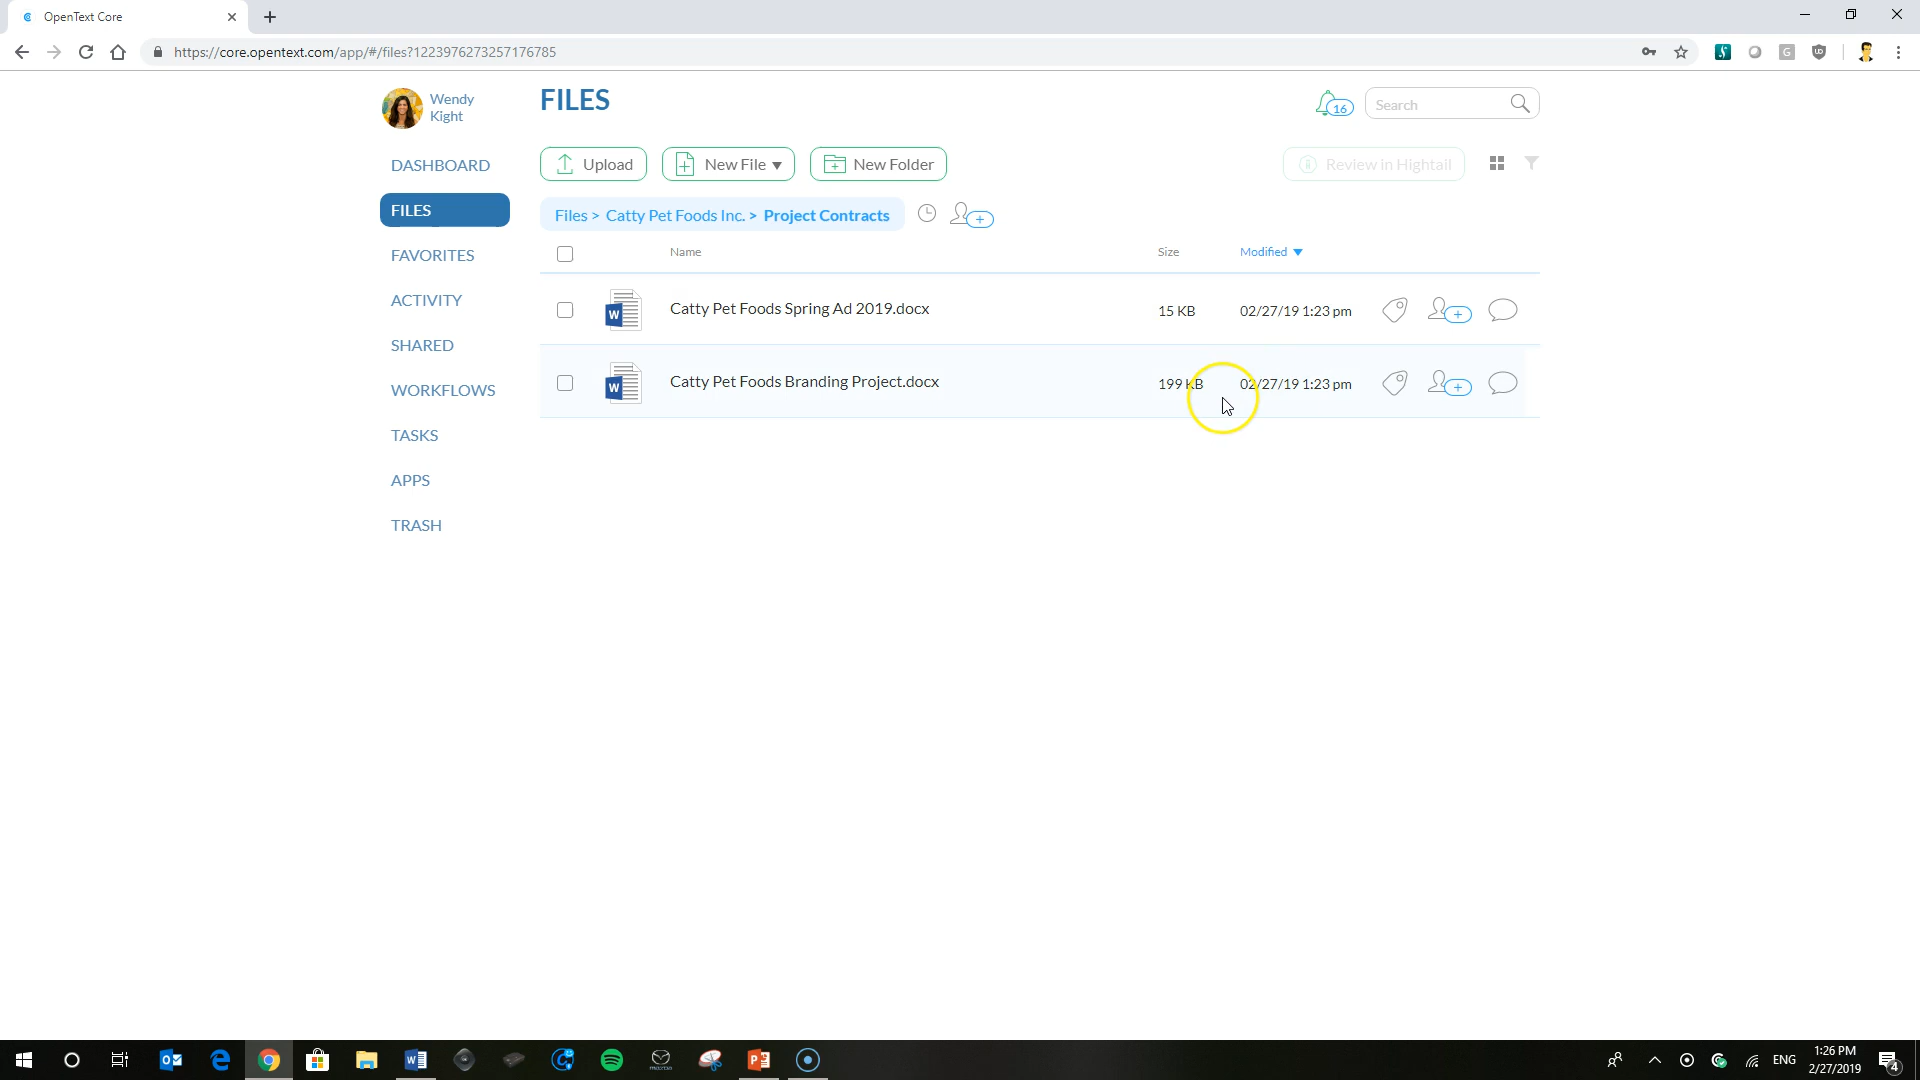 OpenText Core
https://core.opentext.com/app/#/files?1223976273257176785
Wendy
Kight
FILES
16
Search
DASHBOARD
Upload
New File
New Folder
Review in Hightail
FILES
Files > Catty Pet Foods Inc. > Project Contracts
FAVORITES
Name
Size
Modified
ACTIVITY
Catty Pet Foods Spring Ad 2019.docx
15 KB
02/27/19 1:23 pm
SHARED
Catty Pet Foods Branding Project.docx
199 KB
02/27/19 1:23 pm
WORKFLOWS
TASKS
APPS
TRASH
ENG
1:26 PM
2/27/2019
4